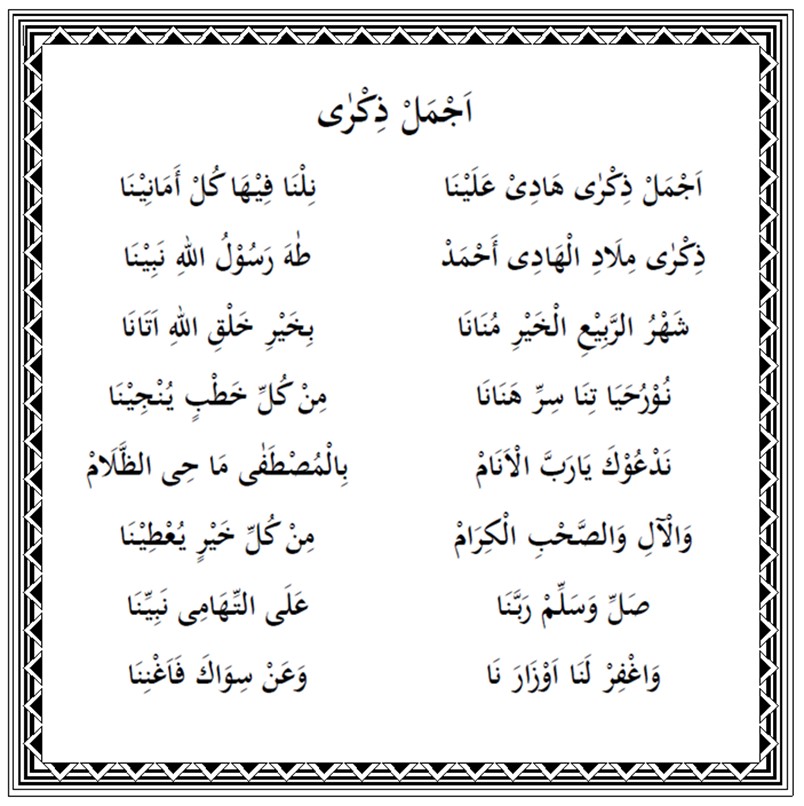 اَجْمَلْ ذِكْرٰى
اَجْمَلْ ذِكْرٰى هَادِىْ عَلَيْنَا نِلْنَا فِيْهَا كُلْ أَمَانِيْنَا
ذِكْرٰى مِلَادِ الْهَادِى أَحْمَدْ طٰهَ رَسُوْلُ اللهِ نَبِيْنَا
شَهْرُ الرَّبِيْعِ الْخَيْرِ مُنَانَا بِخَيْرِ خَلْقِ اللهِ اَتَانَا
نُوْرُحَيَا تِنَا سِرِّ هَنَانَا مِنْ كُلِّ خَطْبٍ يُنْجِيْنَا
نَدْعُوْكَ يَارَبَّ الْاَنَامْ بِالْمُصْطَفٰى مَا حِى الظَّلَامْ
وَالْآلِ وَالصَّحْبِ الْكِرَامْ مِنْ كُلِّ خَيْرٍ يُعْطِيْنَا
صَلِّ وَسَلِّمْ رَبَّنَا عَلَى التِّهَامِى نَبِيِّنَا
وَاغْفِرْ لَنَا اَوْزَارَ نَا وَعَنْ سِوَاكَ فَاَغْنِنَا